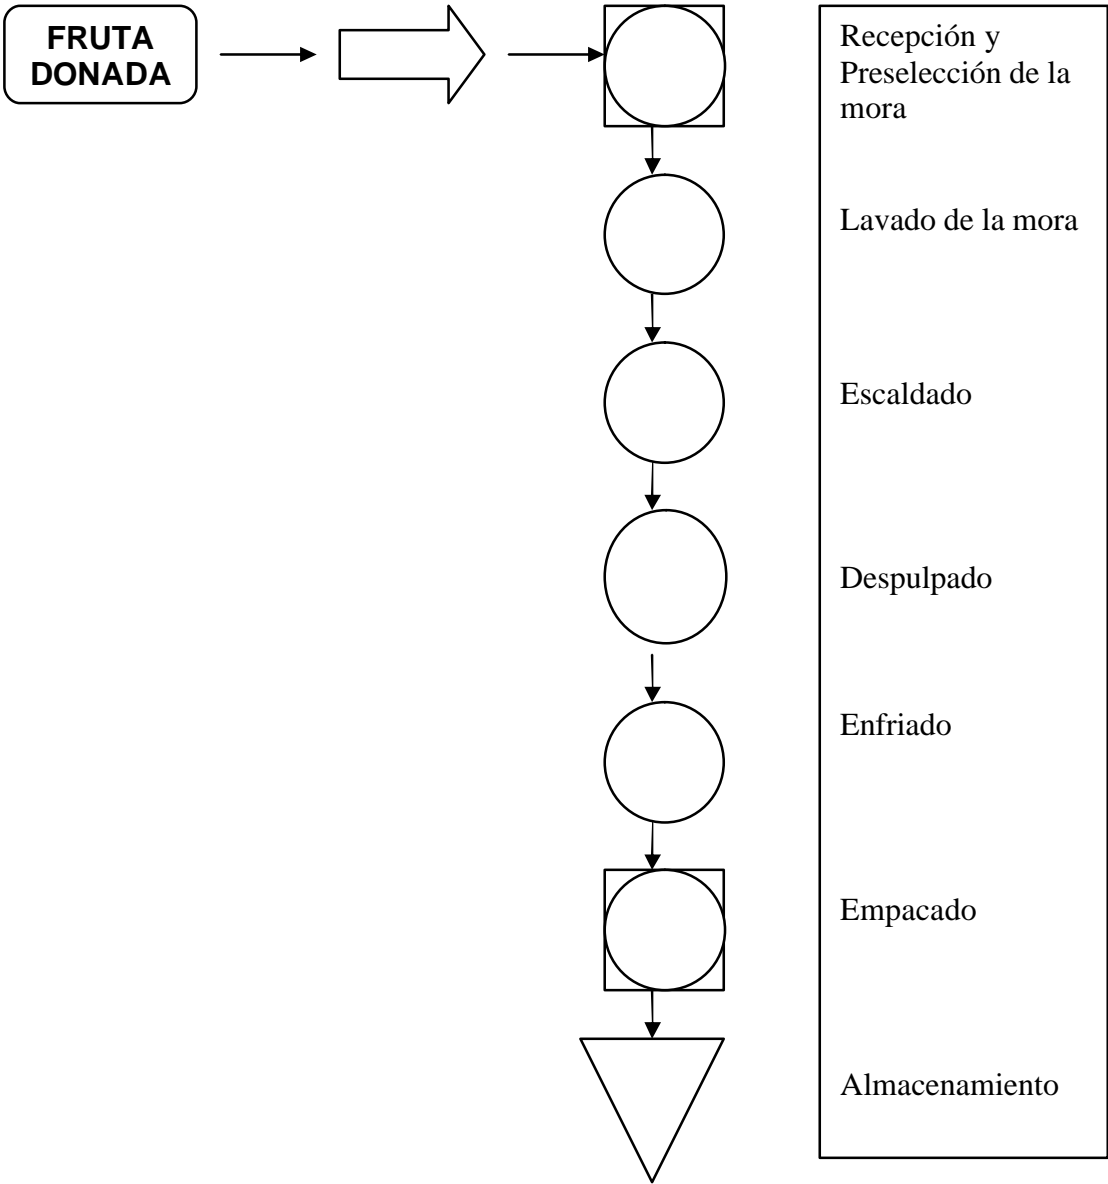 FRUTA
DONADA
Recepción y
Preselección de la
mora
Lavado de la mora
Escaldado
Despulpado
Enfriado
Empacado
Almacenamiento